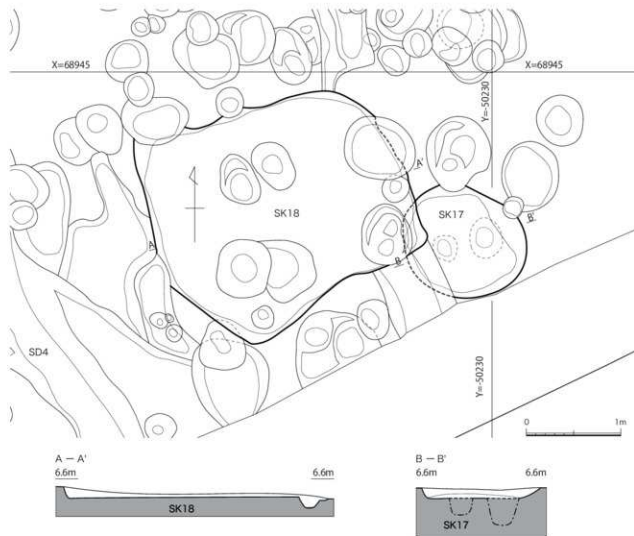 X=68945
X=68945
Y=-50230
A'
SK17
B'
SK18
A
B
SD4
Y=-50230
0
1m
A — A'
B — B'
6.6m
6.6m
6.6m
6.6m
SK18
SK17